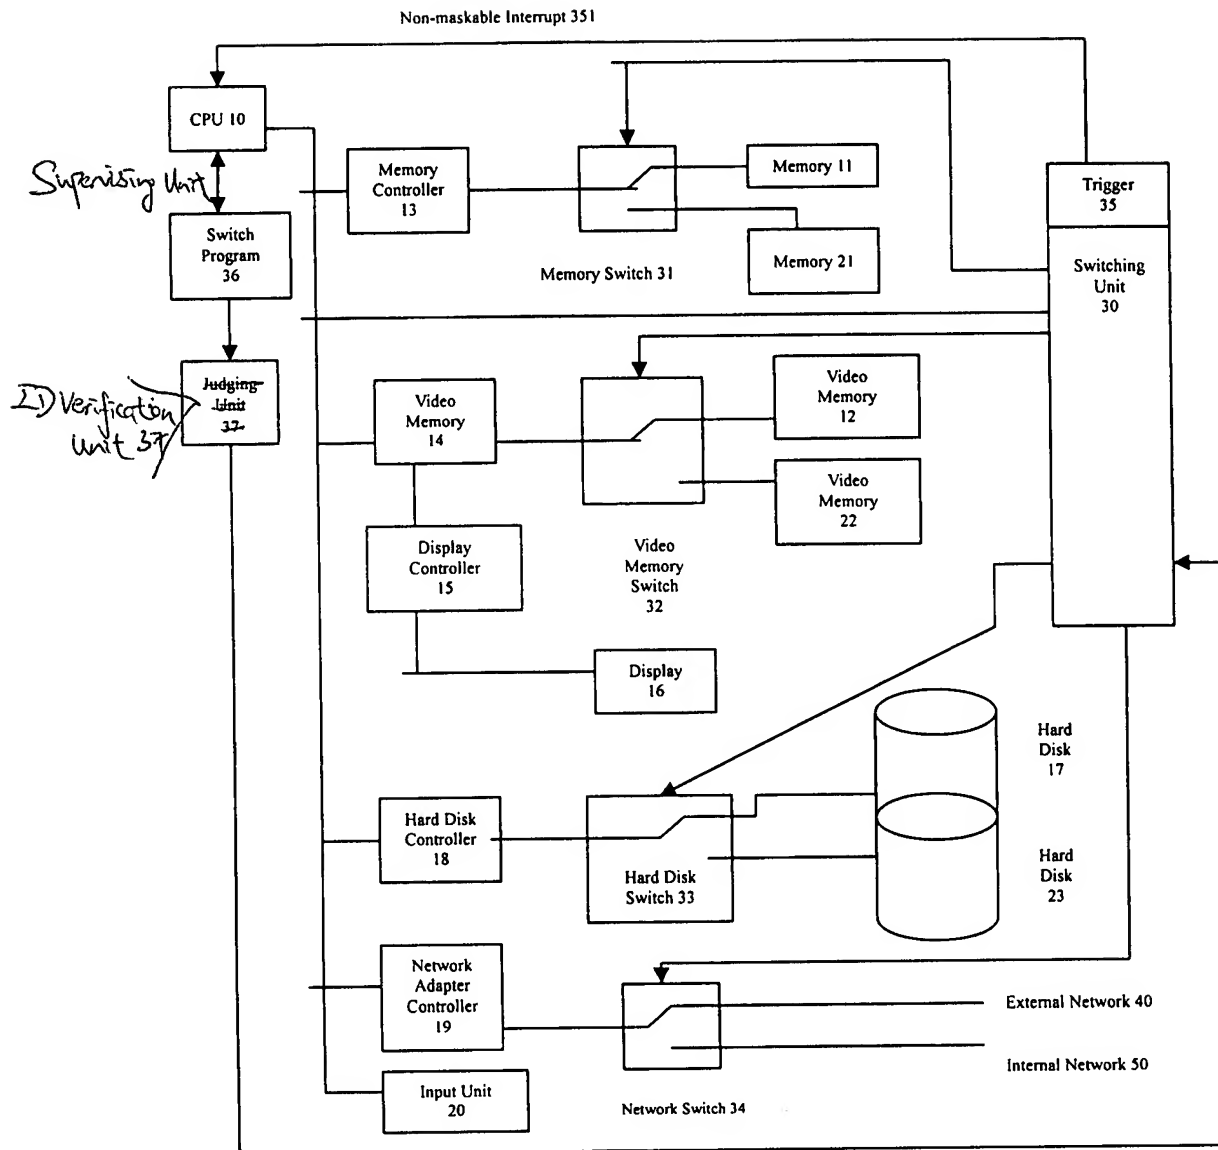 Non-maskable Interrupt 351
CPU 10
Supervising Unit
Switch
Program
36
Memory
Controller
13
Memory 11
Memory 21
Memory Switch 31
Trigger
35
Switching
Unit
30
Judging
Unit
37
ID Verification
Unit 37
Video
Memory
14
Video
Memory
12
Video
Memory
22
Display
Controller
15
Video
Memory
Switch
32
Display
16
Hard
Disk
17
Hard Disk
Controller
18
Hard Disk
Switch 33
Hard
Disk
23
Network
Adapter
Controller
19
External Network 40
Internal Network 50
Input Unit
20
Network Switch 34